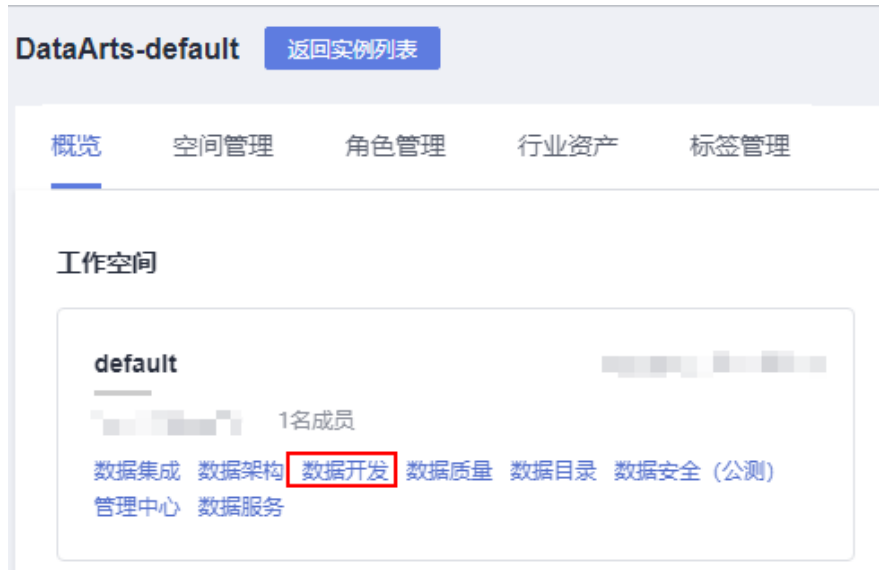 DataArts-default 返回实例列表
概览 空间管理 角色管理 行业资产 标签管理
工作空间
default
1名成员
数据集成 数据架构 数据开发 数据质量 数据目录 数据安全 (公测)
管理中心 数据服务